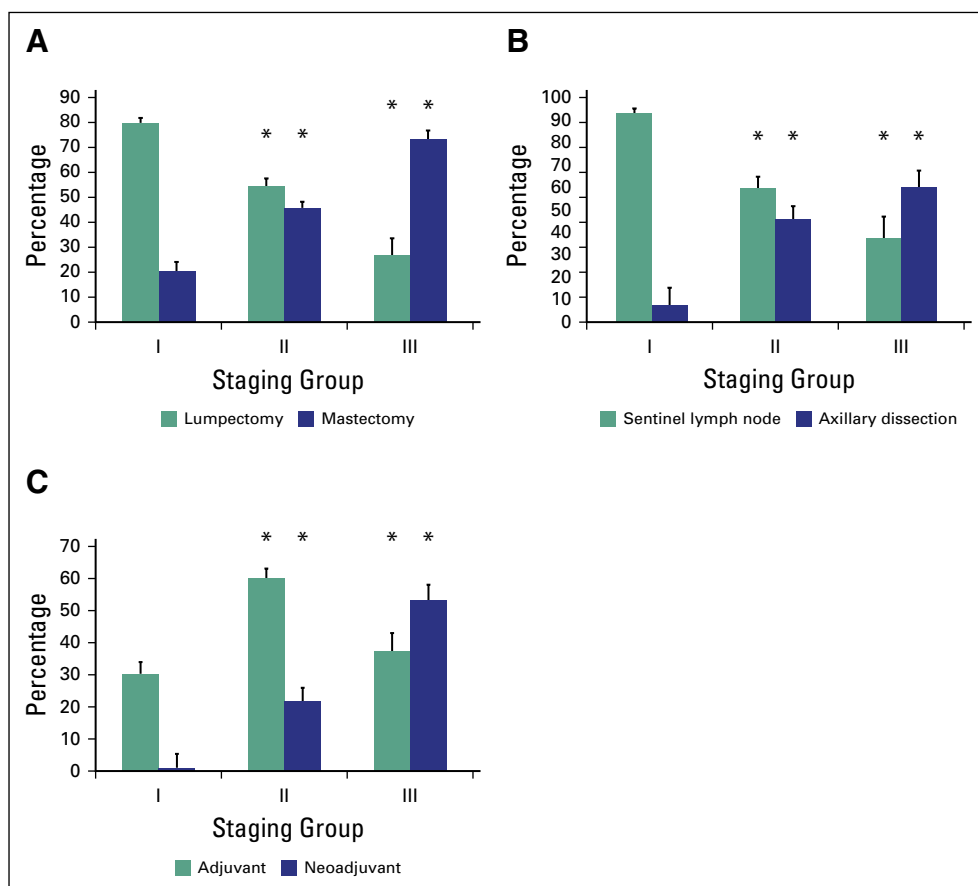 A
Percentage
90
80
70
60
50
40
30
20
10
0
* *
* *
I II III
Staging Group
Lumpectomy Mastectomy
B
Percentage
100
90
80
70
60
50
40
30
20
10
0
* *
* *
I II III
Staging Group
Sentinel lymph node Axillary dissection
C
Percentage
70
60
50
40
30
20
10
0
* *
* *
I II III
Staging Group
Adjuvant Neoadjuvant